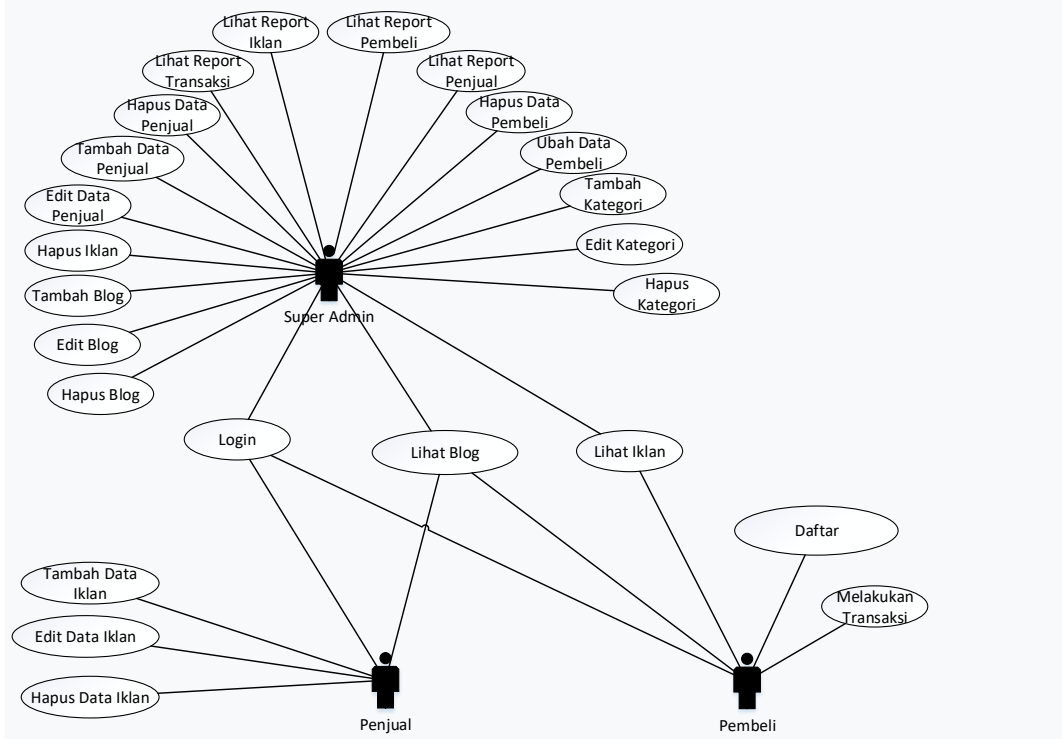 Lihat Report
Iklan
Lihat Report
Pembeli
Lihat Report
Transaksi
Lihat Report
Penjual
Hapus Data
Penjual
Hapus Data
Pembeli
Tambah Data
Penjual
Ubah Data
Pembeli
Edit Data
Penjual
Tambah
Kategori
Hapus Iklan
Edit Kategori
Tambah Blog
Hapus
Kategori
Super Admin
Edit Blog
Hapus Blog
Login
Lihat Blog
Lihat Iklan
Daftar
Tambah Data
Iklan
Melakukan
Transaksi
Edit Data Iklan
Hapus Data Iklan
Penjual
Pembeli